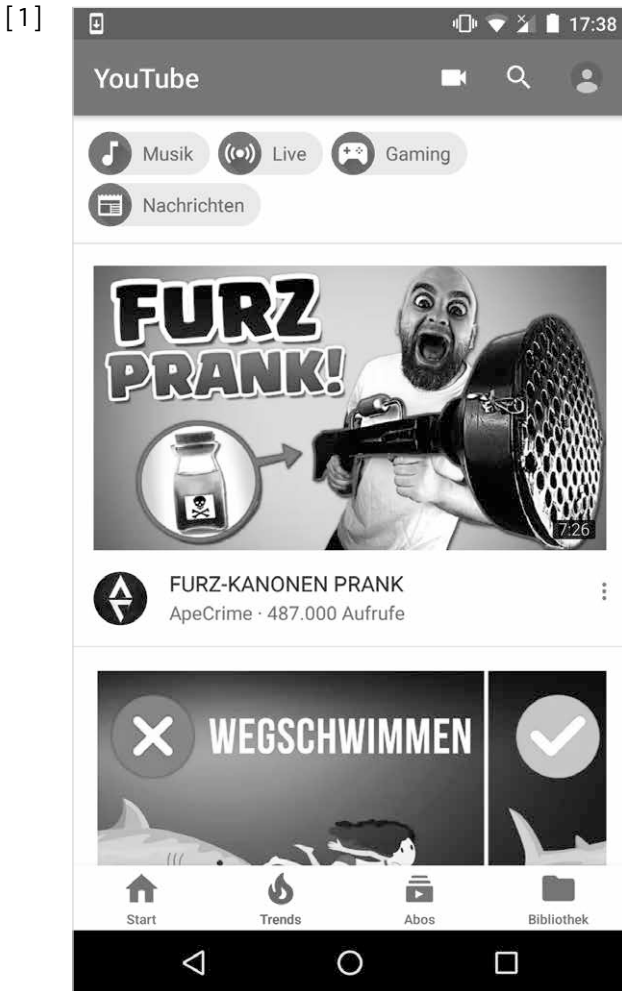 [1]
17:38
YouTube
Musik
Live
Gaming
Nachrichten
FURZ
PRANK!
7:26
FURZ-KANONEN PRANK
ApeCrime · 487.000 Aufrufe
WEGSCHWIMMEN
Start
Trends
Abos
Bibliothek